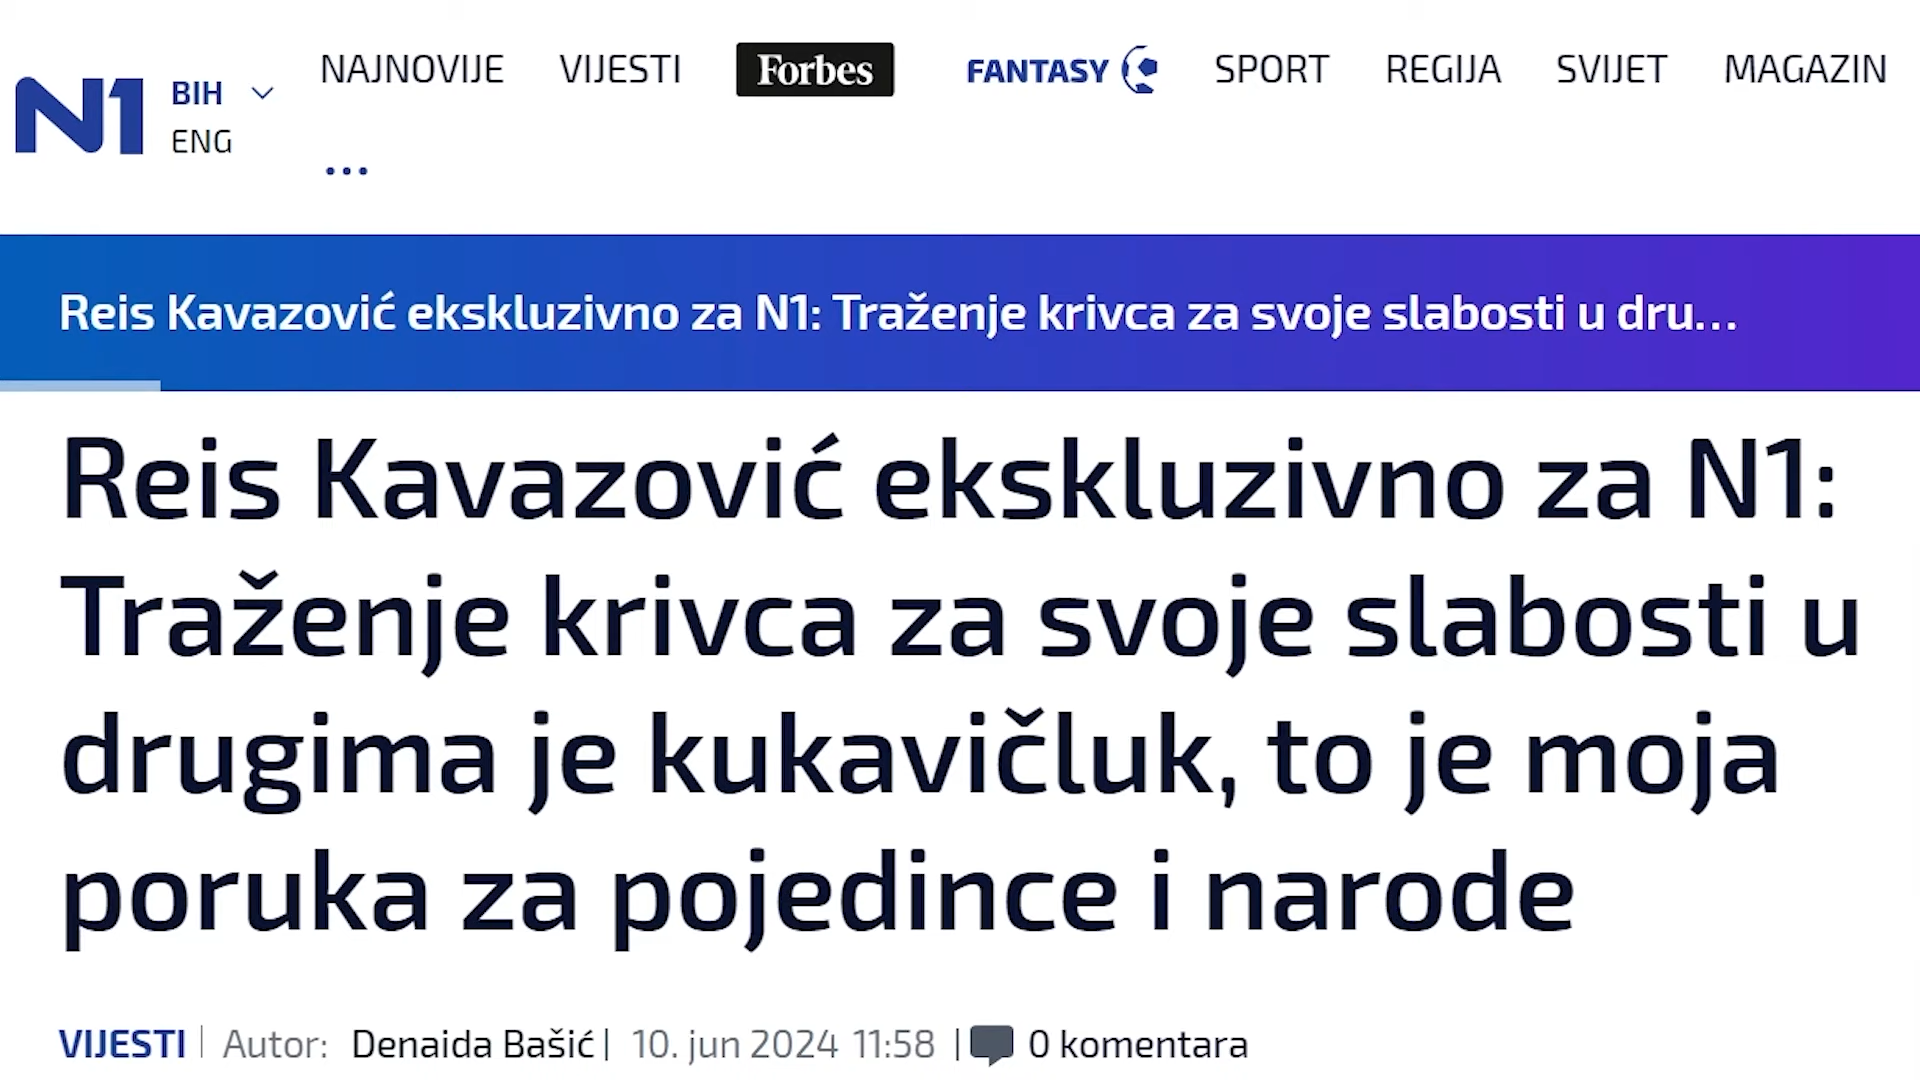 NAJNOVIJE VIJESTI Forbes FANTASY SPORT REGIJA SVIJET MAGAZIN
N1 BIH
ENG
...
Reis Kavazović ekskluzivno za N1: Traženje krivca za svoje slabosti u dru...
Reis Kavazović ekskluzivno za N1:
Traženje krivca za svoje slabosti u
drugima je kukavičluk, to je moja
poruka za pojedince i narode
VIJESTI | Autor: Denaida Bašić | 10. jun 2024 11:58 | 0 komentara